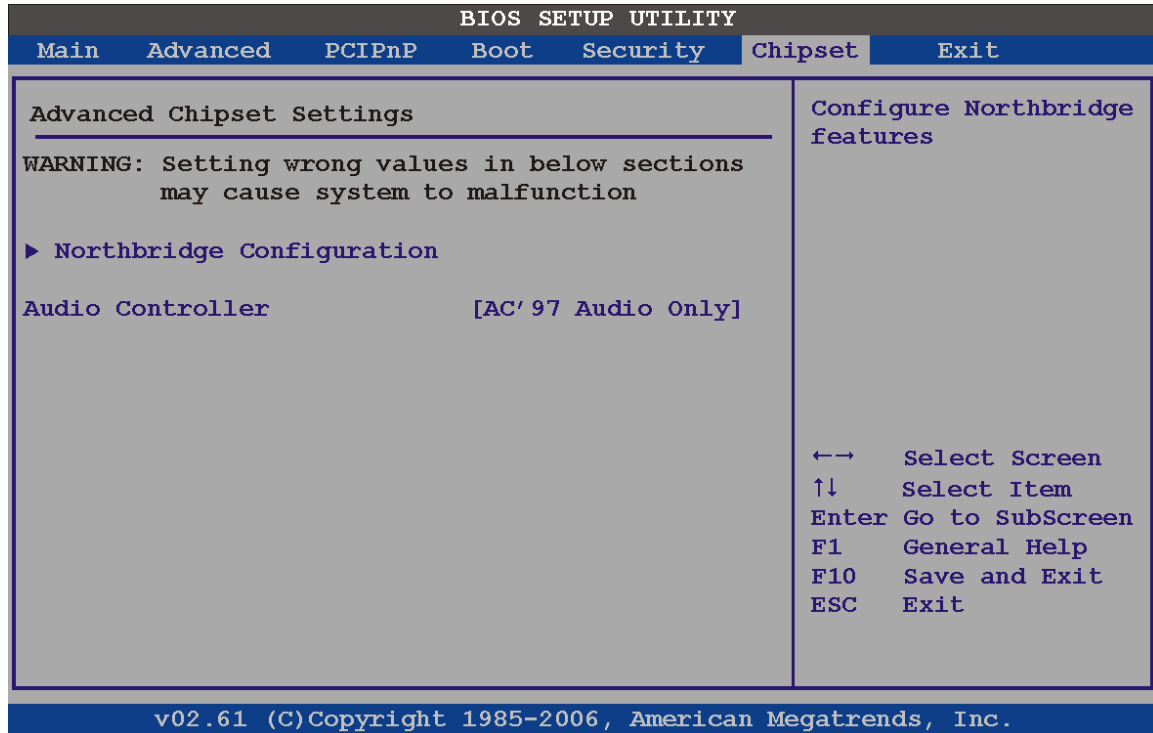 BIOS SETUP UTILITY
Main Advanced PCIPnP Boot Security Chipset Exit
Advanced Chipset Settings
WARNING: Setting wrong values in below sections
may cause system to malfunction
▶ Northbridge Configuration
Audio Controller [AC'97 Audio Only]
Configure Northbridge
features
←→ Select Screen
↑↓ Select Item
Enter Go to SubScreen
F1 General Help
F10 Save and Exit
ESC Exit
v02.61 (C)Copyright 1985-2006, American Megatrends, Inc.